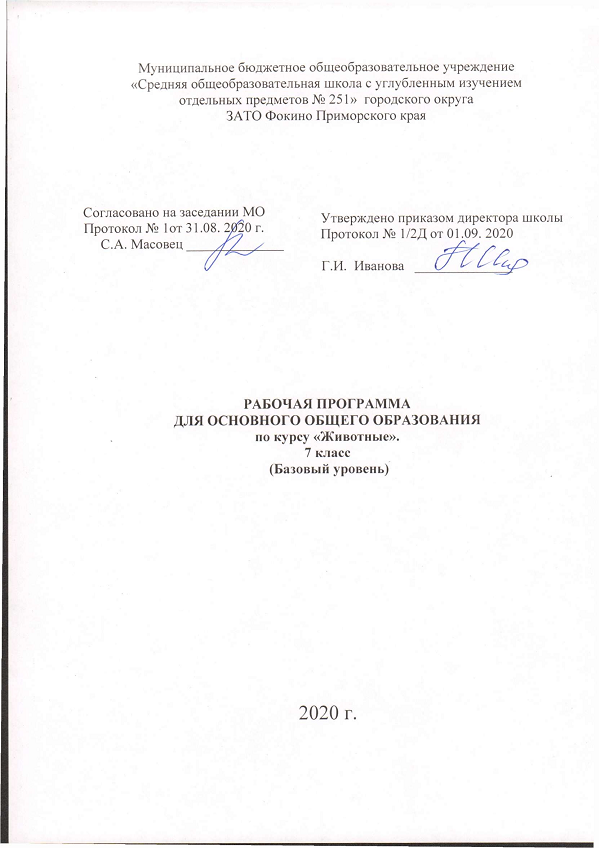 Муниципальное бюджетное общеобразовательное учреждение
«Средняя общеобразовательная школа с углубленным изучением
отдельных предметов № 251» городского округа
ЗАТО Фокино Приморского края
Согласовано на заседании МО
Протокол № 1от 31.08. 2020 г.
С.А. Масовец ______________
Утверждено приказом директора школы
Протокол № 1/2Д от 01.09. 2020
Г.И. Иванова ________________
РАБОЧАЯ ПРОГРАММА
ДЛЯ ОСНОВНОГО ОБЩЕГО ОБРАЗОВАНИЯ
по курсу «Животные».
7 класс
(Базовый уровень)
2020 г.